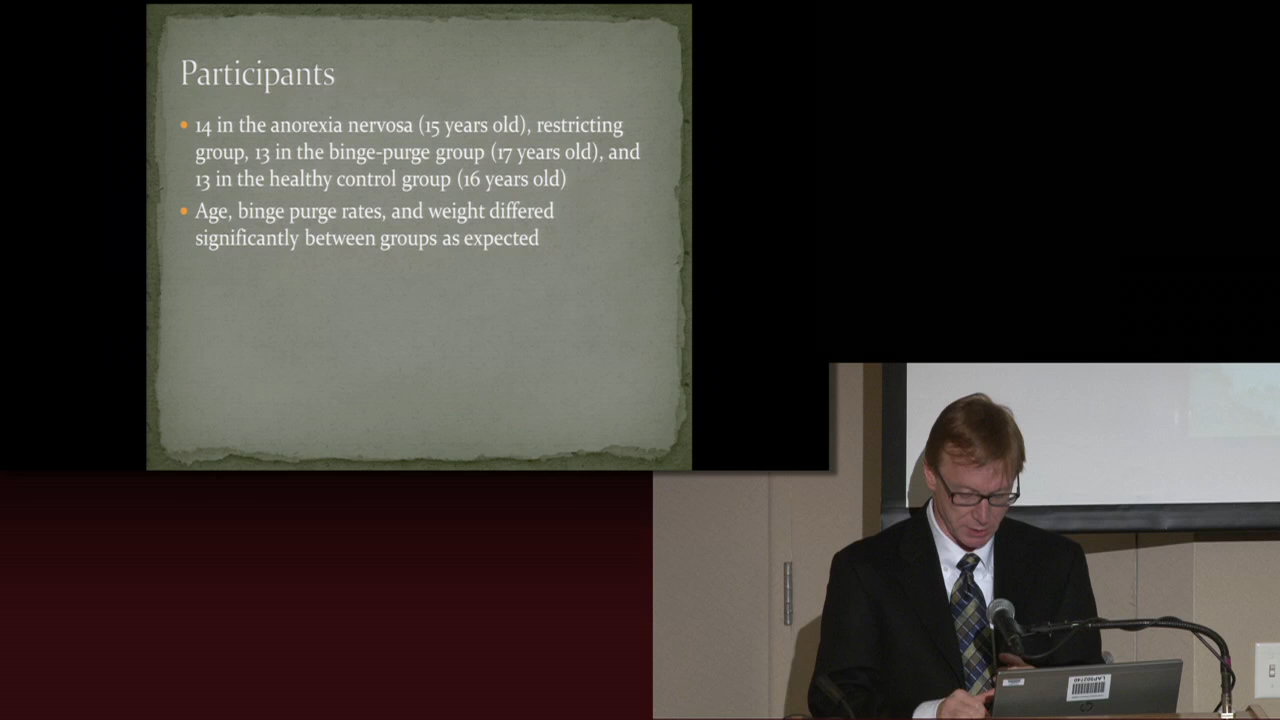 Participants
• 14 in the anorexia nervosa (15 years old), restricting
group, 13 in the binge-purge group (17 years old), and
13 in the healthy control group (16 years old)
• Age, binge purge rates, and weight differed
significantly between groups as expected
LAPS02740
hp